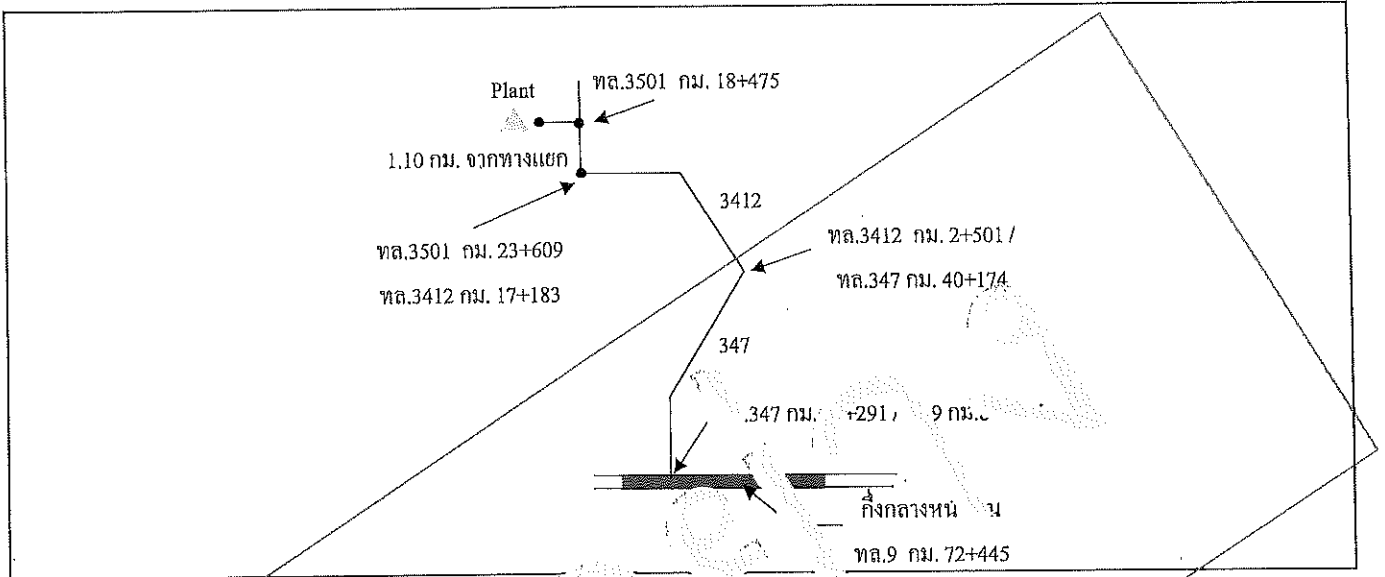 Plant
ทล.3501 กม. 18+475
1.10 กม. จากทางแยก
3412
ทล.3501 กม. 23+609
ทล.3412 กม. 17+183
ทล.3412 กม. 2+501 /
ทล.347 กม. 40+174
347
.347 กม. +291 / 9 กม.
กึ่งกลาง
ทล.9 กม. 72+445